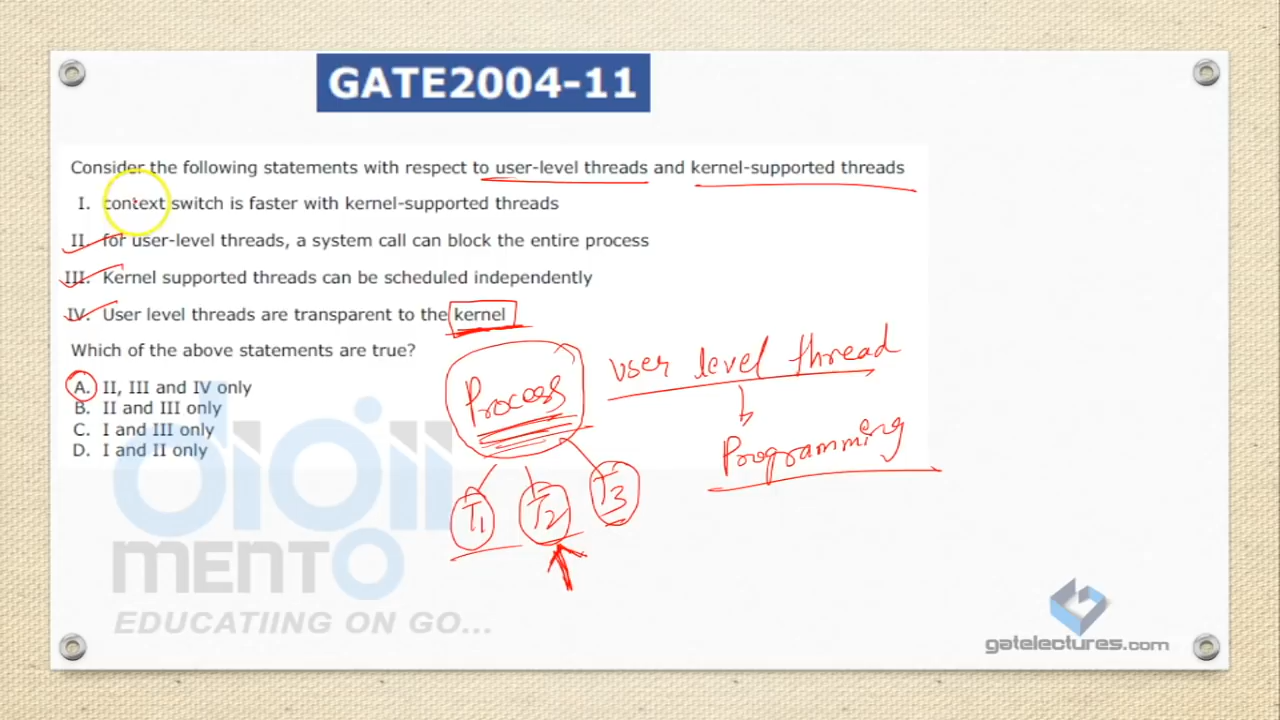 GATE2004-11
Consider the following statements with respect to user-level threads and kernel-supported threads
I. context switch is faster with kernel-supported threads
II. for user-level threads, a system call can block the entire process
III. Kernel supported threads can be scheduled independently
IV. User level threads are transparent to the kernel
Which of the above statements are true?
A. II, III and IV only
B. II and III only
C. I and III only
D. I and II only
Process
user level thread
Programming
T1 T2 T3
digii
MENTO
EDUCATIING ON GO...
gatelectures.com